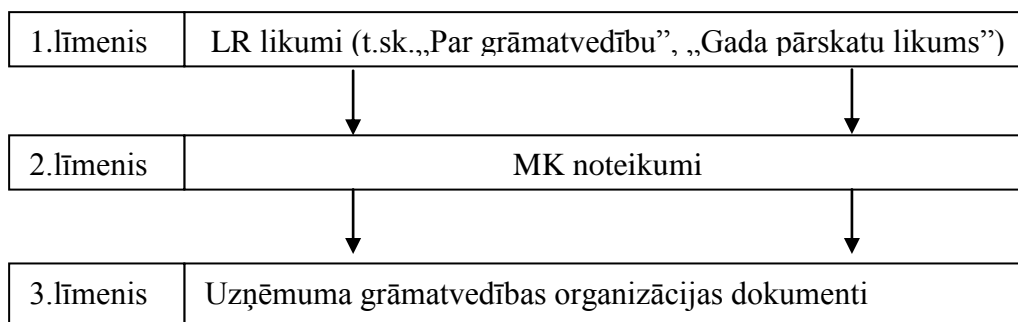 1.līmenis LR likumi (t.sk.„Par grāmatvedību”, „Gada pārskatu likums”)
2.līmenis MK noteikumi
3.līmenis Uzņēmuma grāmatvedības organizācijas dokumenti